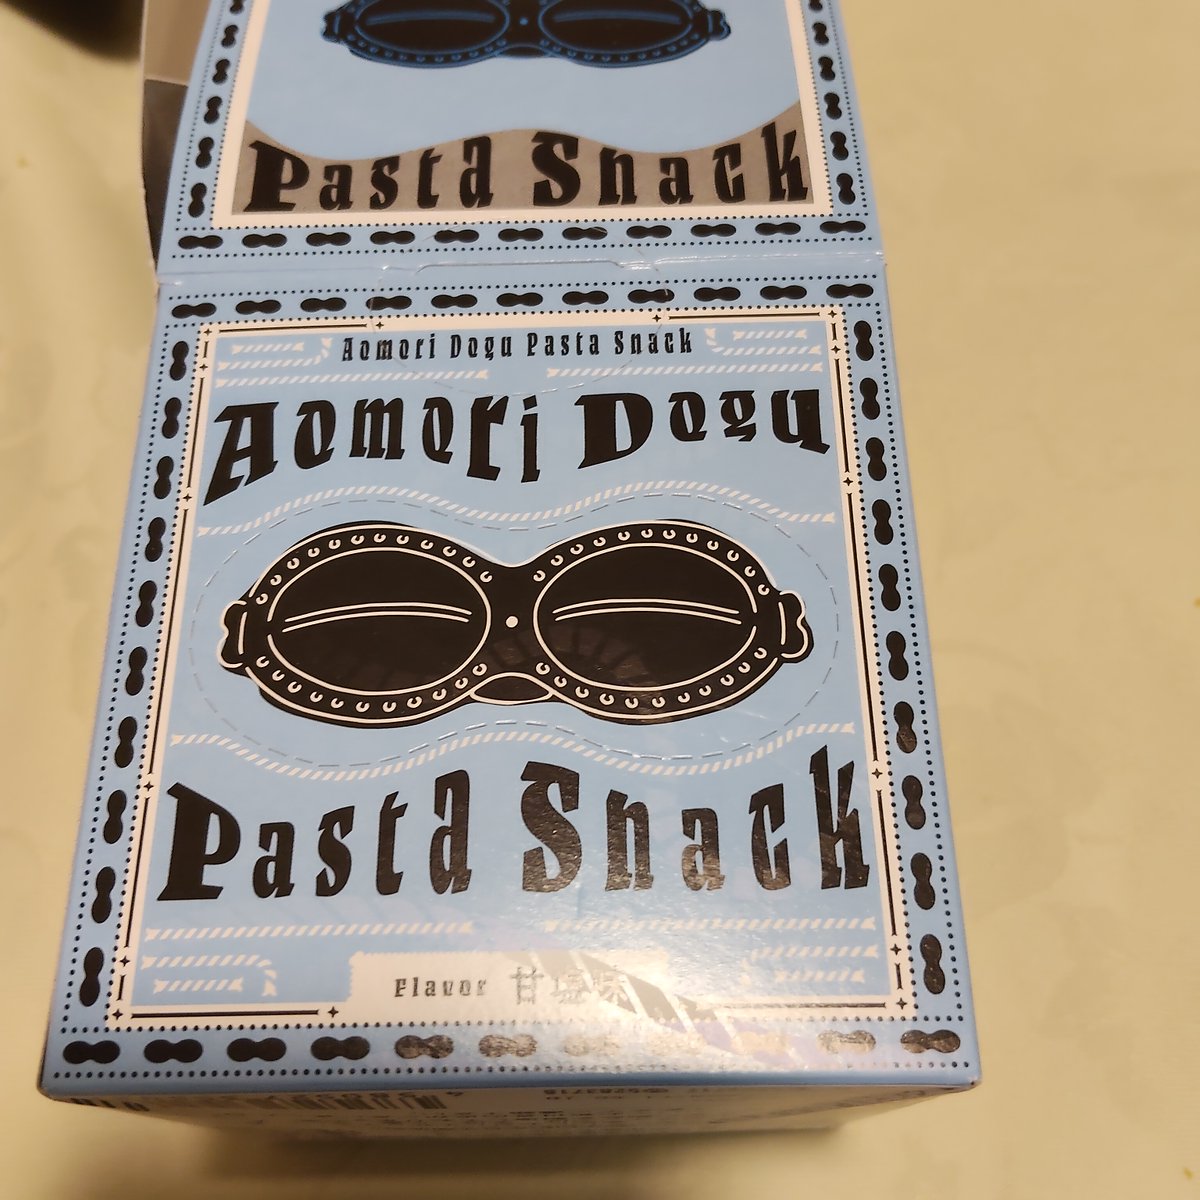 Pasta Snack
Aomori Dogu Pasta Snack
Aomori Dogu
Pasta Snack
Flavor 甘塩味